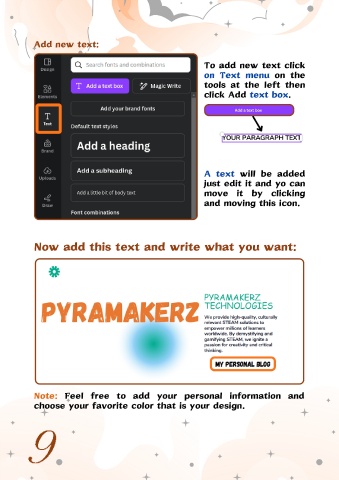 Add new text:
Design
Elements
Text
Brand
Uploads
Draw
Search fonts and combinations
Add a text box
Magic Write
Add your brand fonts
Default text styles
Add a heading
Add a subheading
Add a little bit of body text
Font combinations
To add new text click
on Text menu on the
tools at the left then
click Add text box.
Add a text box
YOUR PARAGRAPH TEXT
A text will be added
just edit it and yo can
move it by clicking
and moving this icon.
Now add this text and write what you want:
PYRAMAKERZ
PYRAMAKERZ
TECHNOLOGIES
We provide high-quality, culturally
relevant STEAM solutions to
empower millions of learners
worldwide. By demystifying and
gamifying STEAM, we ignite a
passion for creativity and critical
thinking.
MY PERSONAL BLOG
Note: Feel free to add your personal information and
choose your favorite color that is your design.
9